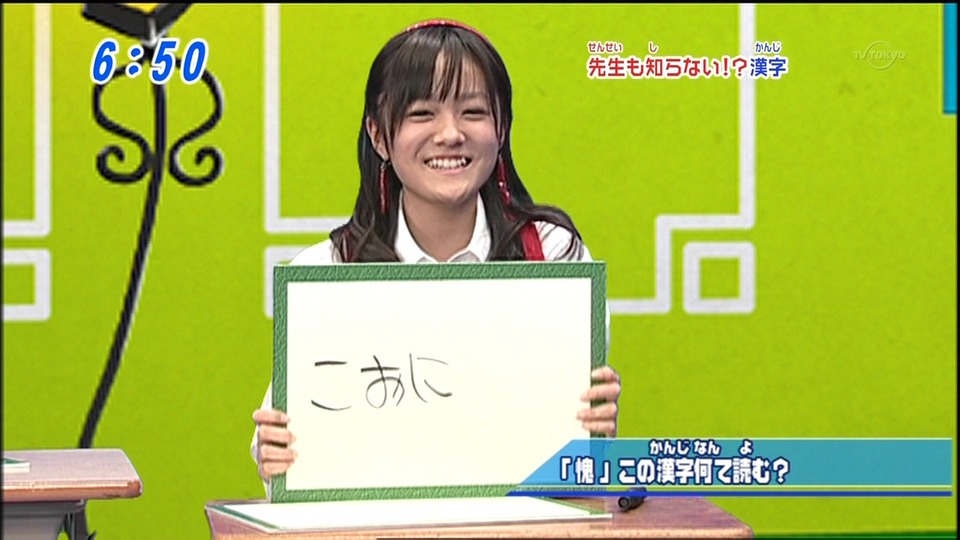 6:50
せんせい し かんじ
先生も知らない!?漢字
TV TOKYO
こおに
かんじなん よ
「愧」この漢字何て読む?